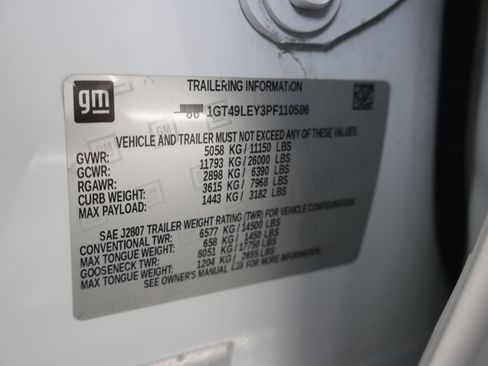 gm
TRAILERING INFORMATION
1GT49LEY3PF110586
VEHICLE AND TRAILER MUST NOT EXCEED ANY OF THESE VALUES.
GVWR: 5058 KG/11150 LBS
GCWR: 11793 KG/26000 LBS
RGAWR: 2898 KG/ 6390 LBS
CURB WEIGHT: 3615 KG/ 7968 LBS
MAX PAYLOAD: 1443 KG/ 3182 LBS
SAE J2807 TRAILER WEIGHT RATING (TWR) FOR VEHICLE CONFIGURATION.
CONVENTIONAL TWR: 6577 KG/ 14500 LBS
MAX TONGUE WEIGHT: 658 KG/ 1450 LBS
GOOSENECK TWR: 8051 KG/ 17750 LBS
MAX TONGUE WEIGHT: 1204 KG/ 2655 LBS
SEE OWNER'S MANUAL FOR ADDITIONAL INFORMATION